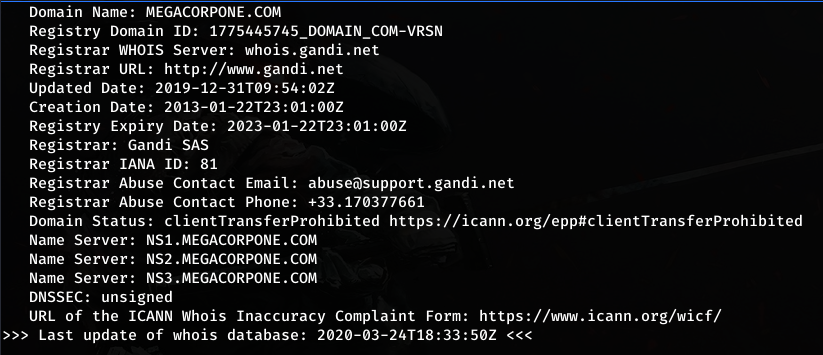 Domain Name: MEGACORPONE.COM
Registry Domain ID: 1775445745_DOMAIN_COM-VRSN
Registrar WHOIS Server: whois.gandi.net
Registrar URL: http://www.gandi.net
Updated Date: 2019-12-31T09:54:02Z
Creation Date: 2013-01-22T23:01:00Z
Registry Expiry Date: 2023-01-22T23:01:00Z
Registrar: Gandi SAS
Registrar IANA ID: 81
Registrar Abuse Contact Email: abuse@support.gandi.net
Registrar Abuse Contact Phone: +33.170377661
Domain Status: clientTransferProhibited https://icann.org/epp#clientTransferProhibited
Name Server: NS1.MEGACORPONE.COM
Name Server: NS2.MEGACORPONE.COM
Name Server: NS3.MEGACORPONE.COM
DNSSEC: unsigned
URL of the ICANN Whois Inaccuracy Complaint Form: https://www.icann.org/wicf/
>>> Last update of whois database: 2020-03-24T18:33:50Z <<<